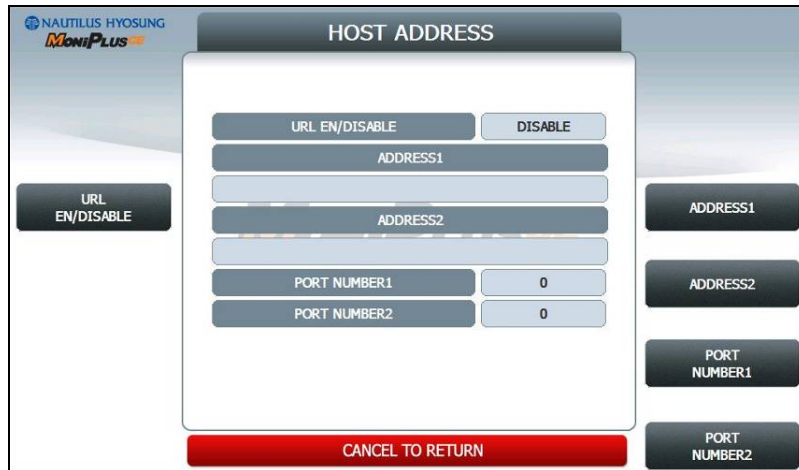 NAUTILUS HYOSUNG
MoniPlusCE
HOST ADDRESS
URL EN/DISABLE
DISABLE
ADDRESS1
ADDRESS2
PORT NUMBER1
0
PORT NUMBER2
0
URL
EN/DISABLE
ADDRESS1
ADDRESS2
PORT
NUMBER1
PORT
NUMBER2
CANCEL TO RETURN